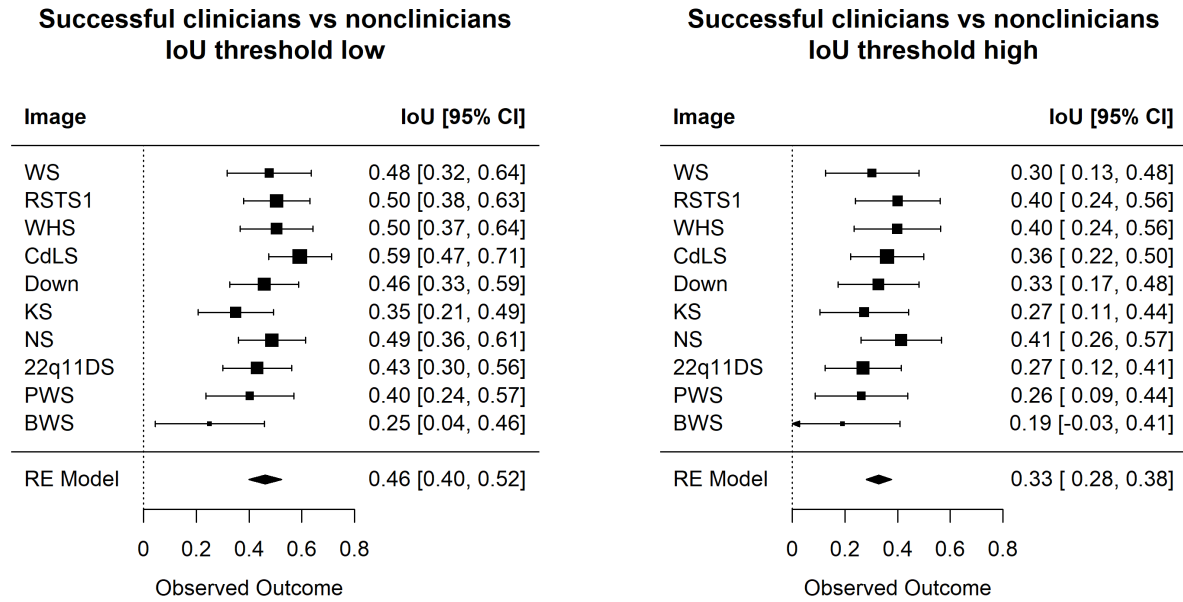 Successful clinicians vs nonclinicians
IoU threshold low
Image IoU [95% CI]
WS 0.48 [0.32, 0.64]
RSTS1 0.50 [0.38, 0.63]
WHS 0.50 [0.37, 0.64]
CdLS 0.59 [0.47, 0.71]
Down 0.46 [0.33, 0.59]
KS 0.35 [0.21, 0.49]
NS 0.49 [0.36, 0.61]
22q11DS 0.43 [0.30, 0.56]
PWS 0.40 [0.24, 0.57]
BWS 0.25 [0.04, 0.46]
RE Model 0.46 [0.40, 0.52]
0 0.2 0.4 0.6 0.8
Observed Outcome
Successful clinicians vs nonclinicians
IoU threshold high
Image IoU [95% CI]
WS 0.30 [ 0.13, 0.48]
RSTS1 0.40 [ 0.24, 0.56]
WHS 0.40 [ 0.24, 0.56]
CdLS 0.36 [ 0.22, 0.50]
Down 0.33 [ 0.17, 0.48]
KS 0.27 [ 0.11, 0.44]
NS 0.41 [ 0.26, 0.57]
22q11DS 0.27 [ 0.12, 0.41]
PWS 0.26 [ 0.09, 0.44]
BWS 0.19 [-0.03, 0.41]
RE Model 0.33 [ 0.28, 0.38]
0 0.2 0.4 0.6 0.8
Observed Outcome